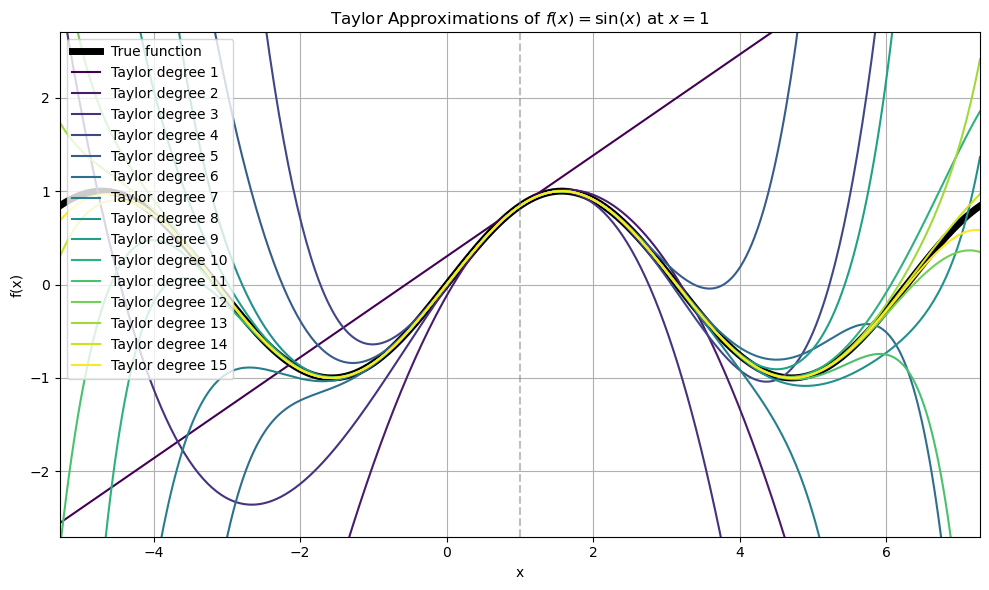 Taylor Approximations of f(x) = sin(x) at x = 1
True function
Taylor degree 1
Taylor degree 2
Taylor degree 3
Taylor degree 4
Taylor degree 5
Taylor degree 6
Taylor degree 7
Taylor degree 8
Taylor degree 9
Taylor degree 10
Taylor degree 11
Taylor degree 12
Taylor degree 13
Taylor degree 14
Taylor degree 15
f(x)
2
1
0
−1
−2
−4 −2 0 2 4 6
x